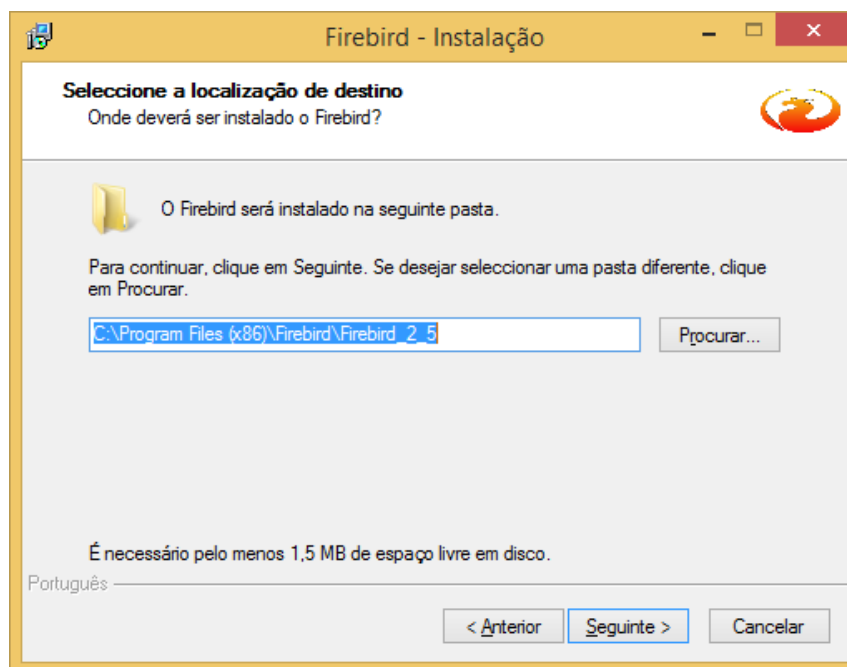 Firebird - Instalação
Seleccione a localização de destino
Onde deverá ser instalado o Firebird?
O Firebird será instalado na seguinte pasta.
Para continuar, clique em Seguinte. Se desejar seleccionar uma pasta diferente, clique
em Procurar.
C:\Program Files (x86)\Firebird\Firebird_2_5
Procurar...
É necessário pelo menos 1,5 MB de espaço livre em disco.
Português
< Anterior
Seguinte >
Cancelar